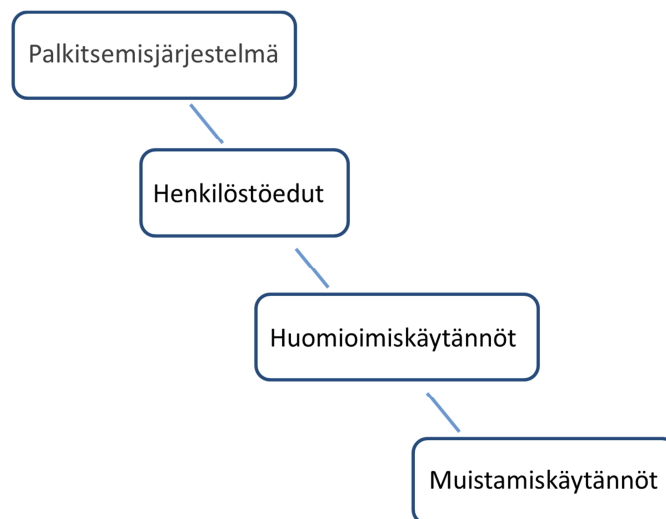 Palkitsemisjärjestelmä
Henkilöstöedut
Huomioimiskäytännöt
Muistamiskäytännöt